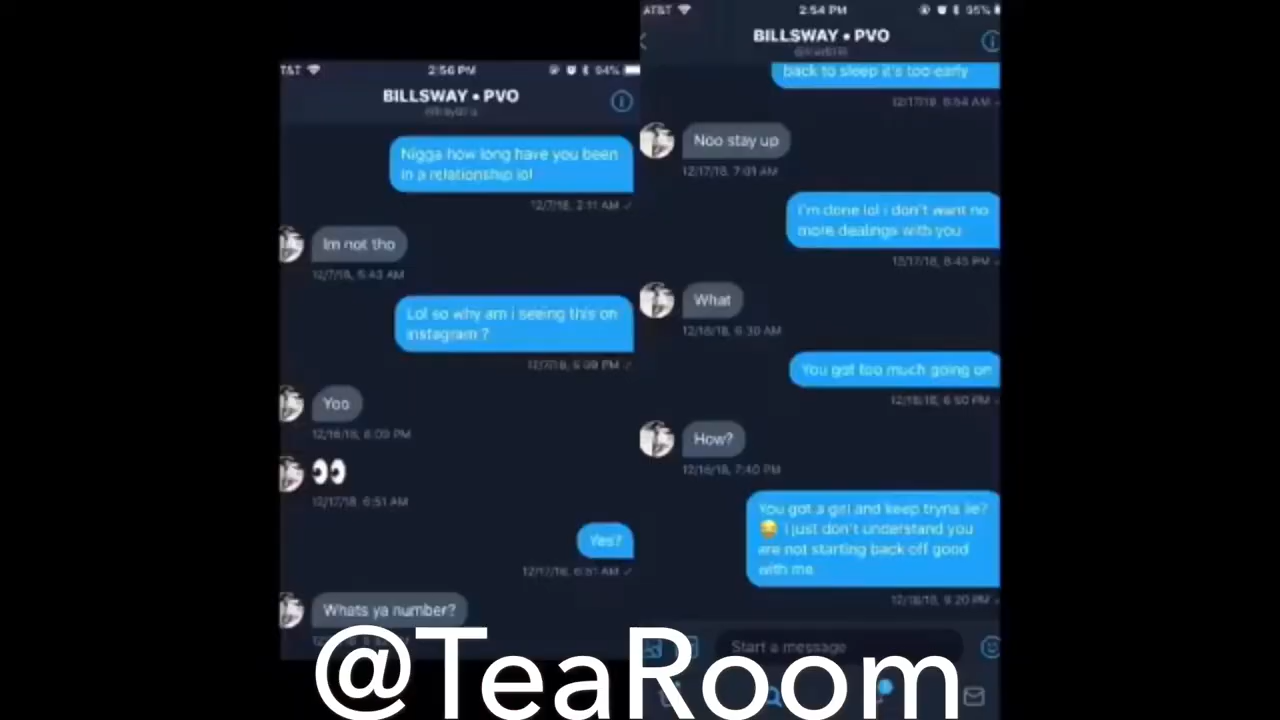 T&T 2:56 PM 94%
BILLSWAY • PVO
Nigga how long have you been
in a relationship lol
12/7/18, 2:11 AM ✓
Im not tho
12/7/18, 5:43 AM
Lol so why am i seeing this on
instagram ?
PM ✓
Yoo
12/16/18, 6:09 PM
👀
12/17/18, 6:51 AM
Yes?
12/17/18, 6:51 AM ✓
Whats ya number?
AT&T 2:54 PM 95%
BILLSWAY • PVO
back to sleep it's too early
12/17/18, 6:54 AM
Noo stay up
12/17/18, 7:01 AM
I'm done lol i don't want no
more dealings with you
12/17/18, 8:45 PM
What
12/18/18, 6:30 AM
You got too much going on
12/18/18, PM
How?
12/18/18, 7:40 PM
You got a girl and keep tryna lie?
😂 i just don't understand you
are not starting back off good
with me
12/18/18, 9:20 PM
Start a message
@TeaRoom